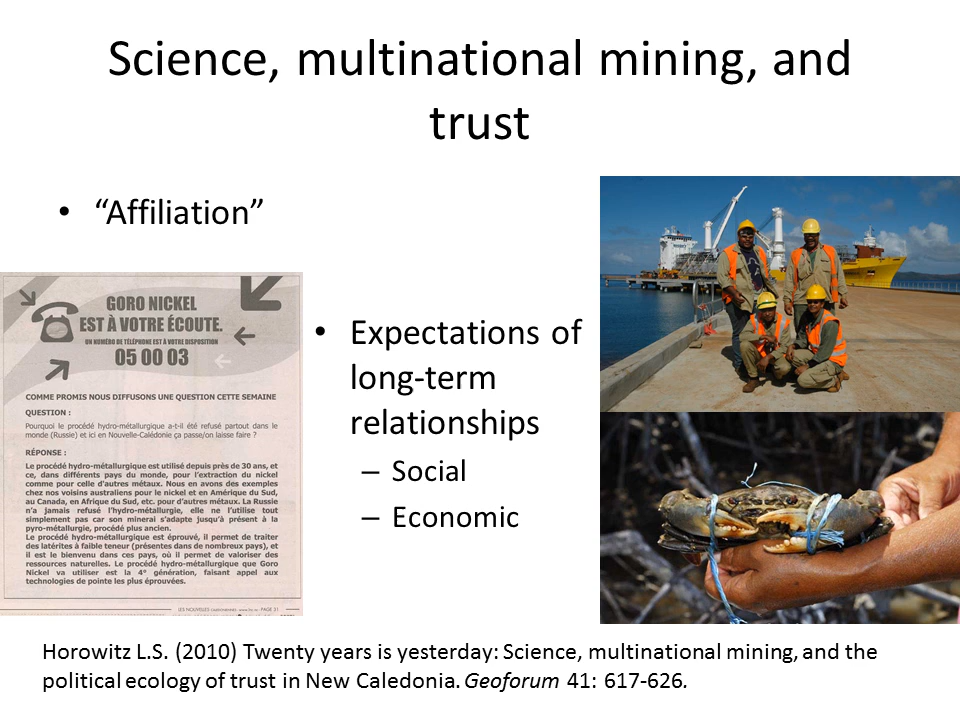 Science, multinational mining, and
trust
• “Affiliation”
GORO NICKEL
EST À VOTRE ÉCOUTE.
UN NUMÉRO DE TÉLÉPHONE EST À VOTRE DISPOSITION
05 00 03
COMME PROMIS NOUS DIFFUSONS UNE QUESTION CETTE SEMAINE
QUESTION :
Pourquoi le procédé hydro-métallurgique a-t-il été refusé partout dans le
monde (Russie) et ici en Nouvelle-Calédonie ça passe/on laisse faire ?
RÉPONSE :
Le procédé hydro-métallurgique est utilisé depuis près de 30 ans, et
ce, dans différents pays du monde, pour l'extraction du nickel
comme pour celle d'autres métaux. Nous en avons des exemples
chez nos voisins australiens pour le nickel et en Amérique du Sud,
au Canada, en Afrique du Sud, etc. pour d'autres métaux. La Russie
n'a jamais refusé l'hydro-métallurgie, elle ne l'utilise tout
simplement pas car son minerai s'adapte jusqu'à présent à la
pyro-métallurgie, procédé plus ancien.
Le procédé hydro-métallurgique est éprouvé, il permet de traiter
des latérites à faible teneur (présentes dans de nombreux pays), et
il est le bienvenu dans ces pays, où il permet de valoriser des
ressources naturelles. Le procédé hydro-métallurgique que Goro
Nickel va utiliser est la 4° génération, faisant appel aux
technologies de pointe les plus éprouvées.
LES NOUVELLES CALÉDONIENNES - PAGE 21
• Expectations of
long-term
relationships
– Social
– Economic
Horowitz L.S. (2010) Twenty years is yesterday: Science, multinational mining, and the
political ecology of trust in New Caledonia. Geoforum 41: 617-626.